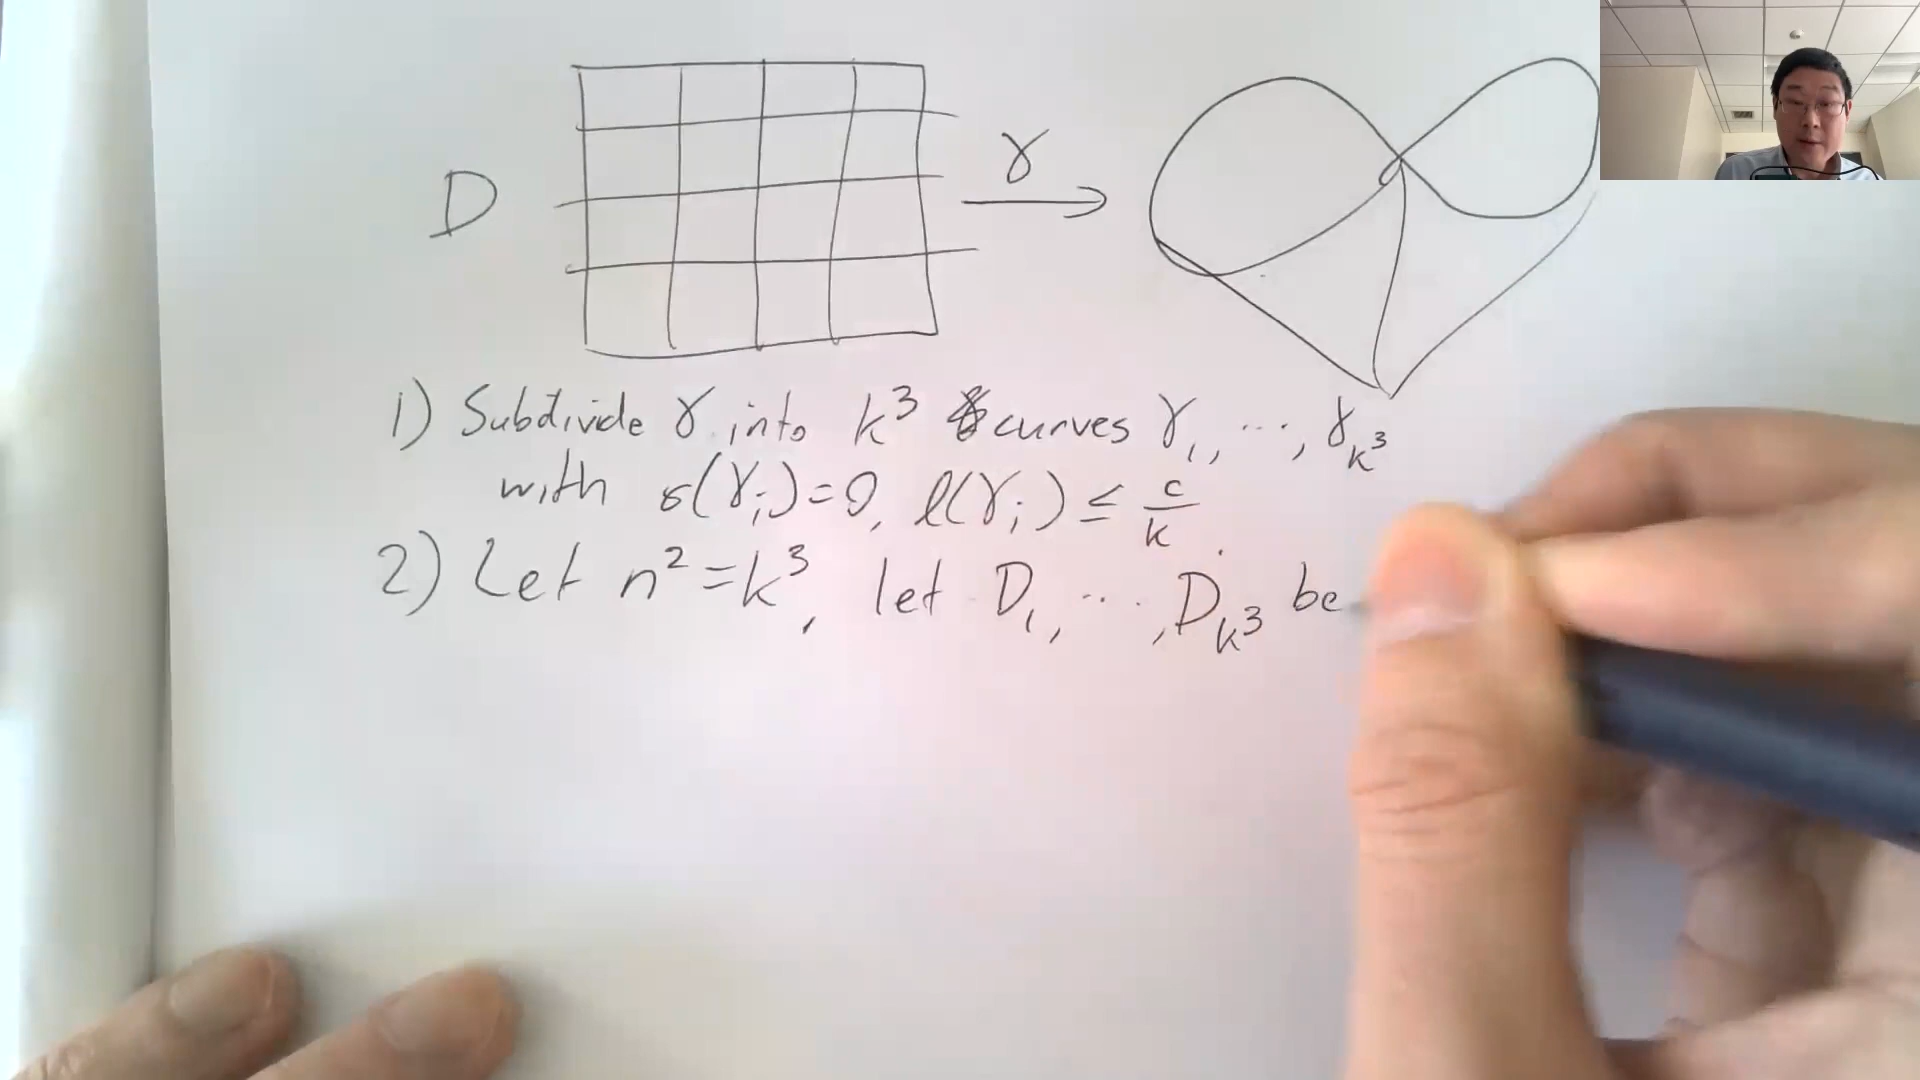 D
γ
1) Subdivide γ into k³ curves γ₁, ..., γ_k³
with σ(γᵢ)=0, ℓ(γᵢ) ≤ c/k.
2) Let n²=k³, let D₁, ..., D_k³ be